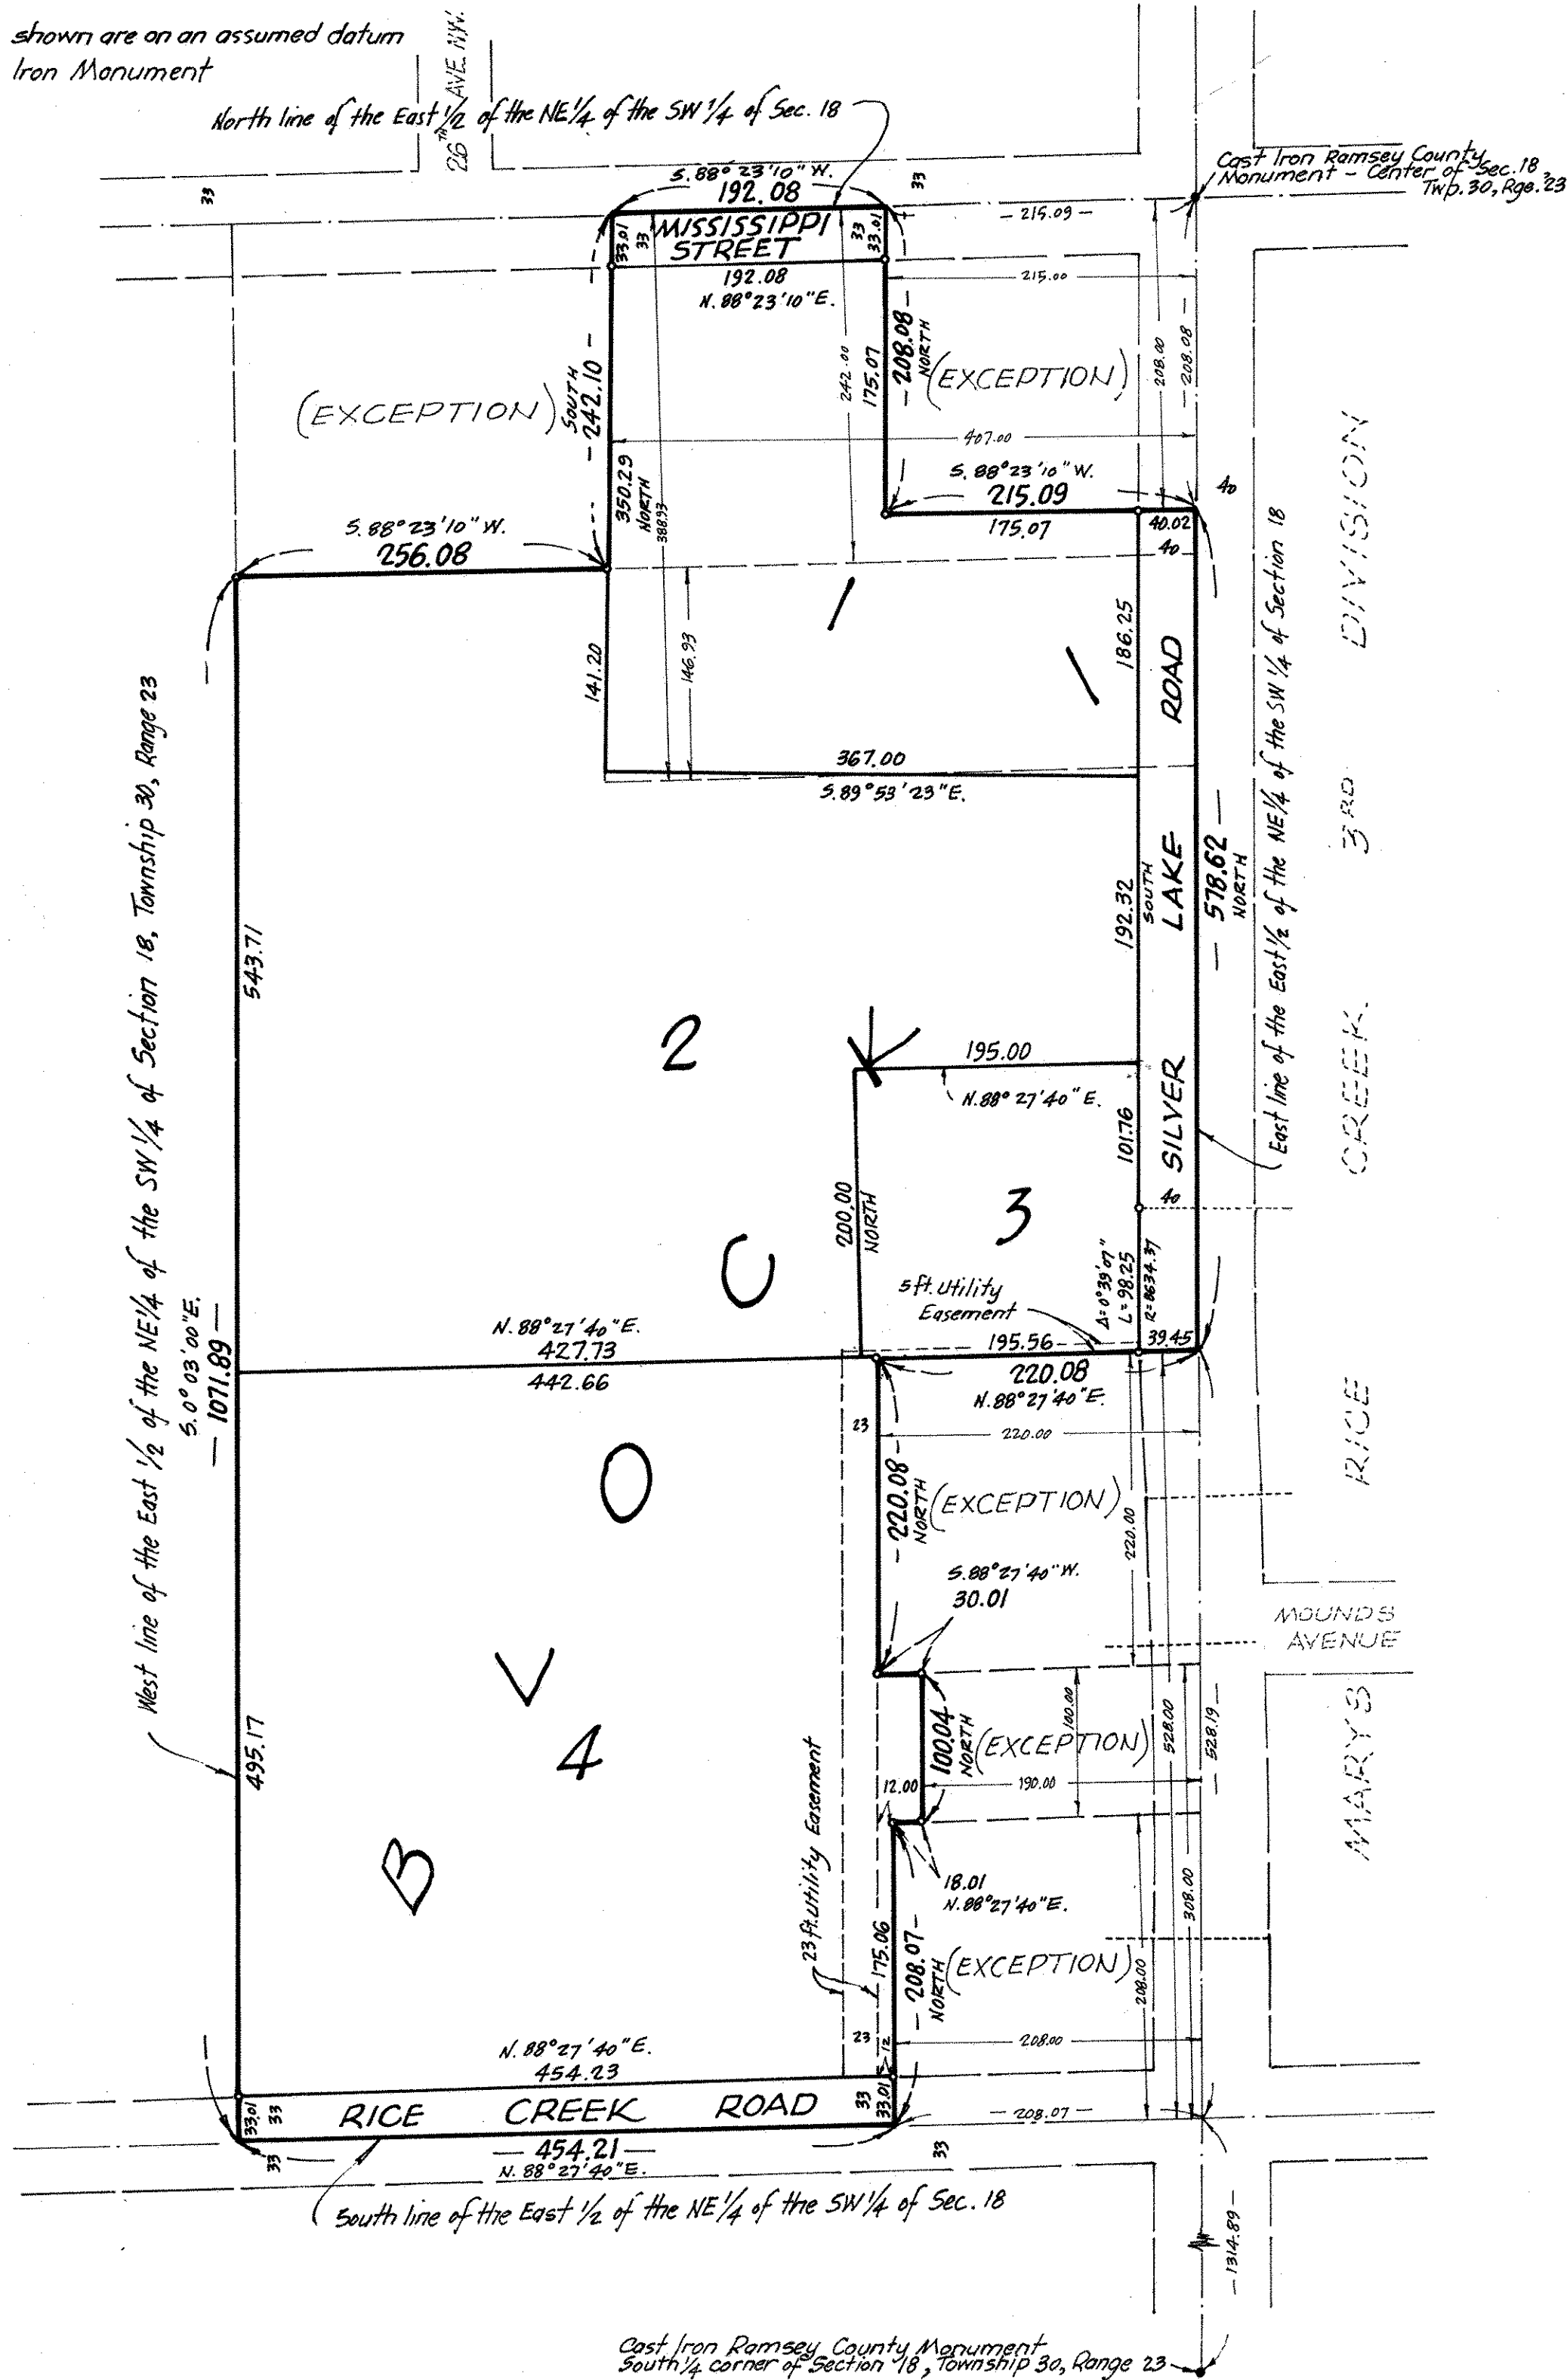 shown are on an assumed datum
Iron Monument
26TH AVE. NW.
North line of the East 1/2 of the NE 1/4 of the SW 1/4 of Sec. 18
Cast Iron Ramsey County
Monument - Center of Sec. 18,
Twp. 30, Rge. 23
33
S. 88° 23' 10" W.
192.08
33
- 215.09 -
33.01
33
MISSISSIPPI
STREET
33
33.01
192.08
N. 88° 23' 10" E.
215.00
(EXCEPTION)
SOUTH
- 242.10 -
242.00
175.07
- 208.08 -
NORTH
(EXCEPTION)
208.00
- 208.08 -
407.00
350.29
NORTH
388.93
S. 88° 23' 10" W.
215.09
40
S. 88° 23' 10" W.
256.08
175.07
40.02
40
1
1
141.20
146.93
186.25
367.00
S. 89° 53' 23" E.
543.71
192.32
SOUTH
SILVER LAKE ROAD
- 578.62 -
NORTH
East line of the East 1/2 of the NE 1/4 of the SW 1/4 of Section 18
MARYS RICE CREEK 3RD DIVISION
West line of the East 1/2 of the NE 1/4 of the SW 1/4 of Section 18, Township 30, Range 23
S. 0° 03' 00" E.
- 1071.89 -
2
K
195.00
N. 88° 27' 40" E.
101.76
200.00
NORTH
3
40
C
5 ft. Utility
Easement
Δ=0°39'07"
L=98.25
R=8634.37
N. 88° 27' 40" E.
427.73
442.66
195.56
39.45
220.08
N. 88° 27' 40" E.
23
220.00
O
- 220.08 -
NORTH
(EXCEPTION)
220.00
S. 88° 27' 40" W.
30.01
MOUNDS
AVENUE
L
4
495.17
100.04
NORTH
(EXCEPTION)
100.00
528.00
- 528.19 -
12.00
190.00
23 ft. Utility Easement
B
18.01
N. 88° 27' 40" E.
308.00
175.06
- 208.07 -
NORTH
(EXCEPTION)
208.00
23
12
208.00
N. 88° 27' 40" E.
454.23
33.01
33
RICE CREEK ROAD
33
33.01
- 208.07 -
33
- 454.21 -
N. 88° 27' 40" E.
33
South line of the East 1/2 of the NE 1/4 of the SW 1/4 of Sec. 18
- 1314.89 -
Cast Iron Ramsey County Monument
South 1/4 corner of Section 18, Township 30, Range 23